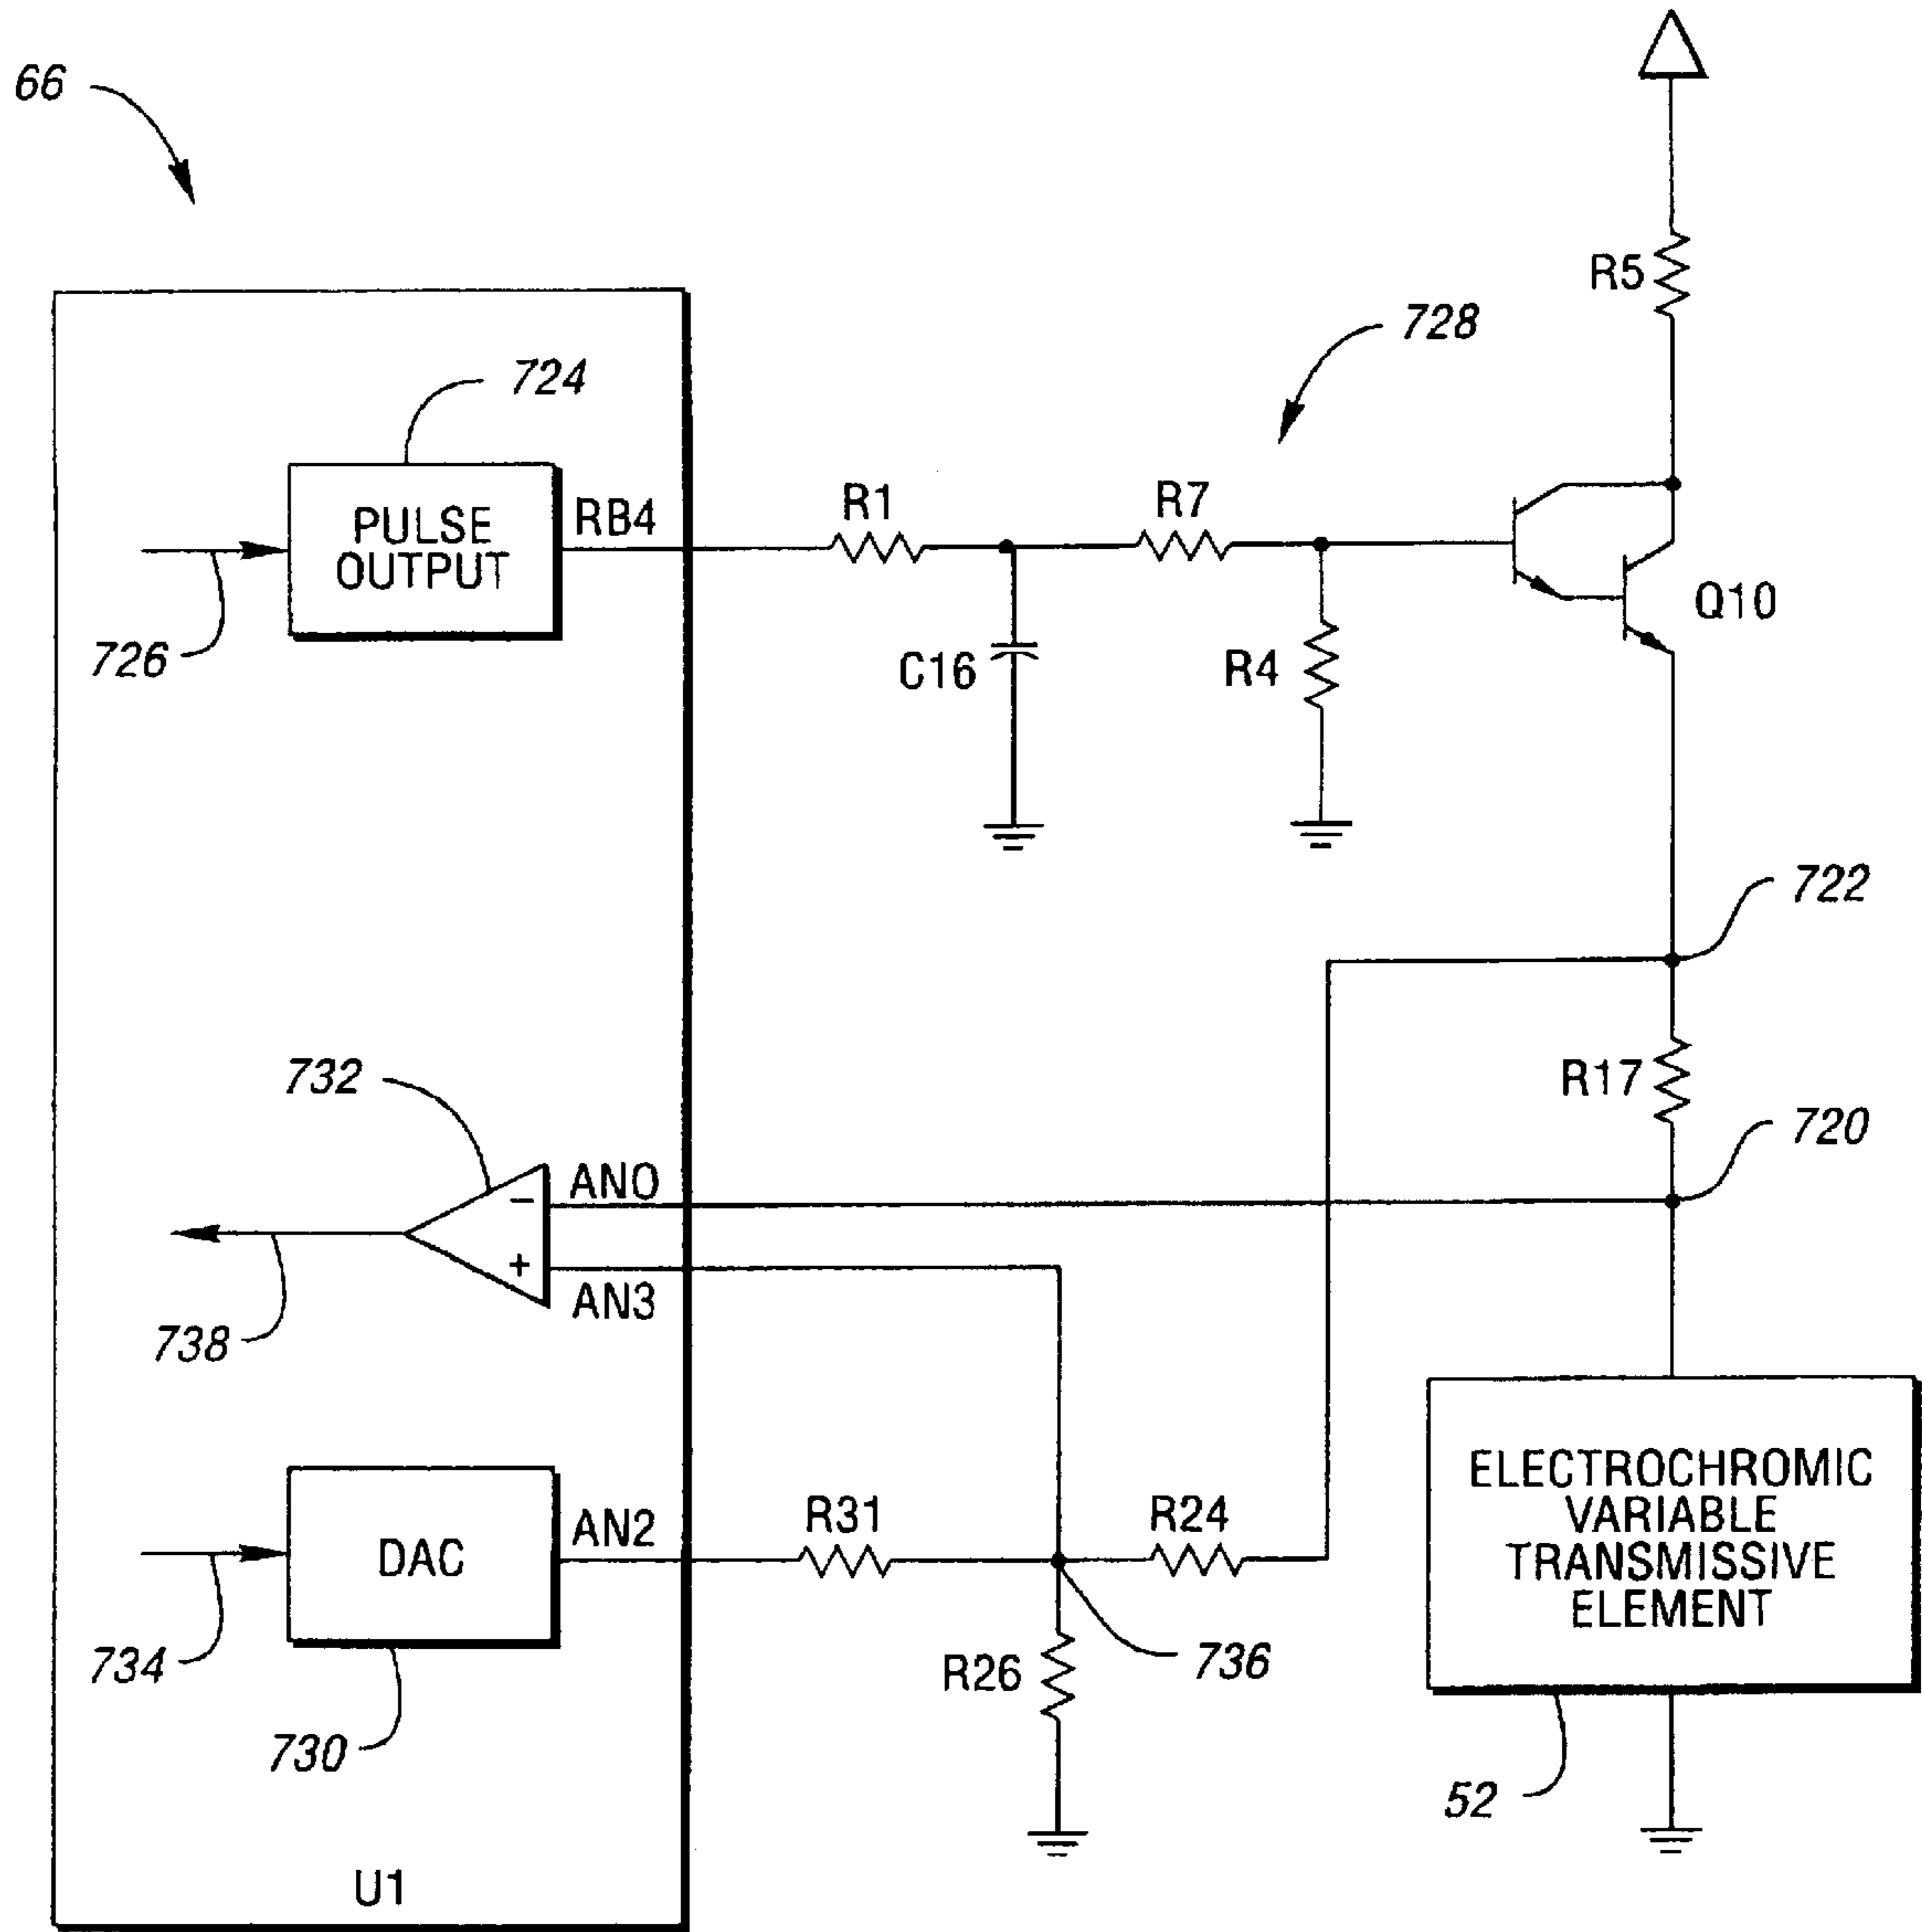 66
R5
728
724
PULSE
OUTPUT
RB4
R1
R7
Q10
726
C16
R4
722
732
R17
720
AN0
−
+
AN3
738
ELECTROCHROMIC
VARIABLE
TRANSMISSIVE
ELEMENT
DAC
AN2
R31
R24
734
730
R26
736
52
U1